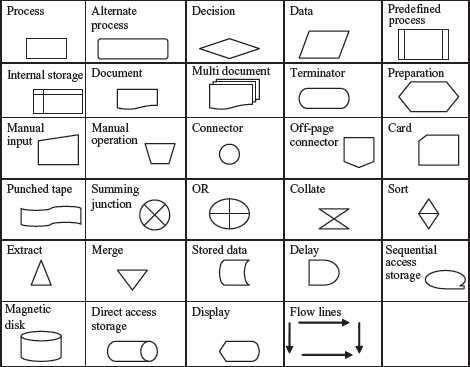 Process
Alternate
process
Decision
Data
Predefined
process
Internal storage
Document
Multi document
Terminator
Preparation
Manual
input
Manual
operation
Connector
Off-page
connector
Card
Punched tape
Summing
junction
OR
Collate
Sort
Extract
Merge
Stored data
Delay
Sequential
access
storage
Magnetic
disk
Direct access
storage
Display
Flow lines